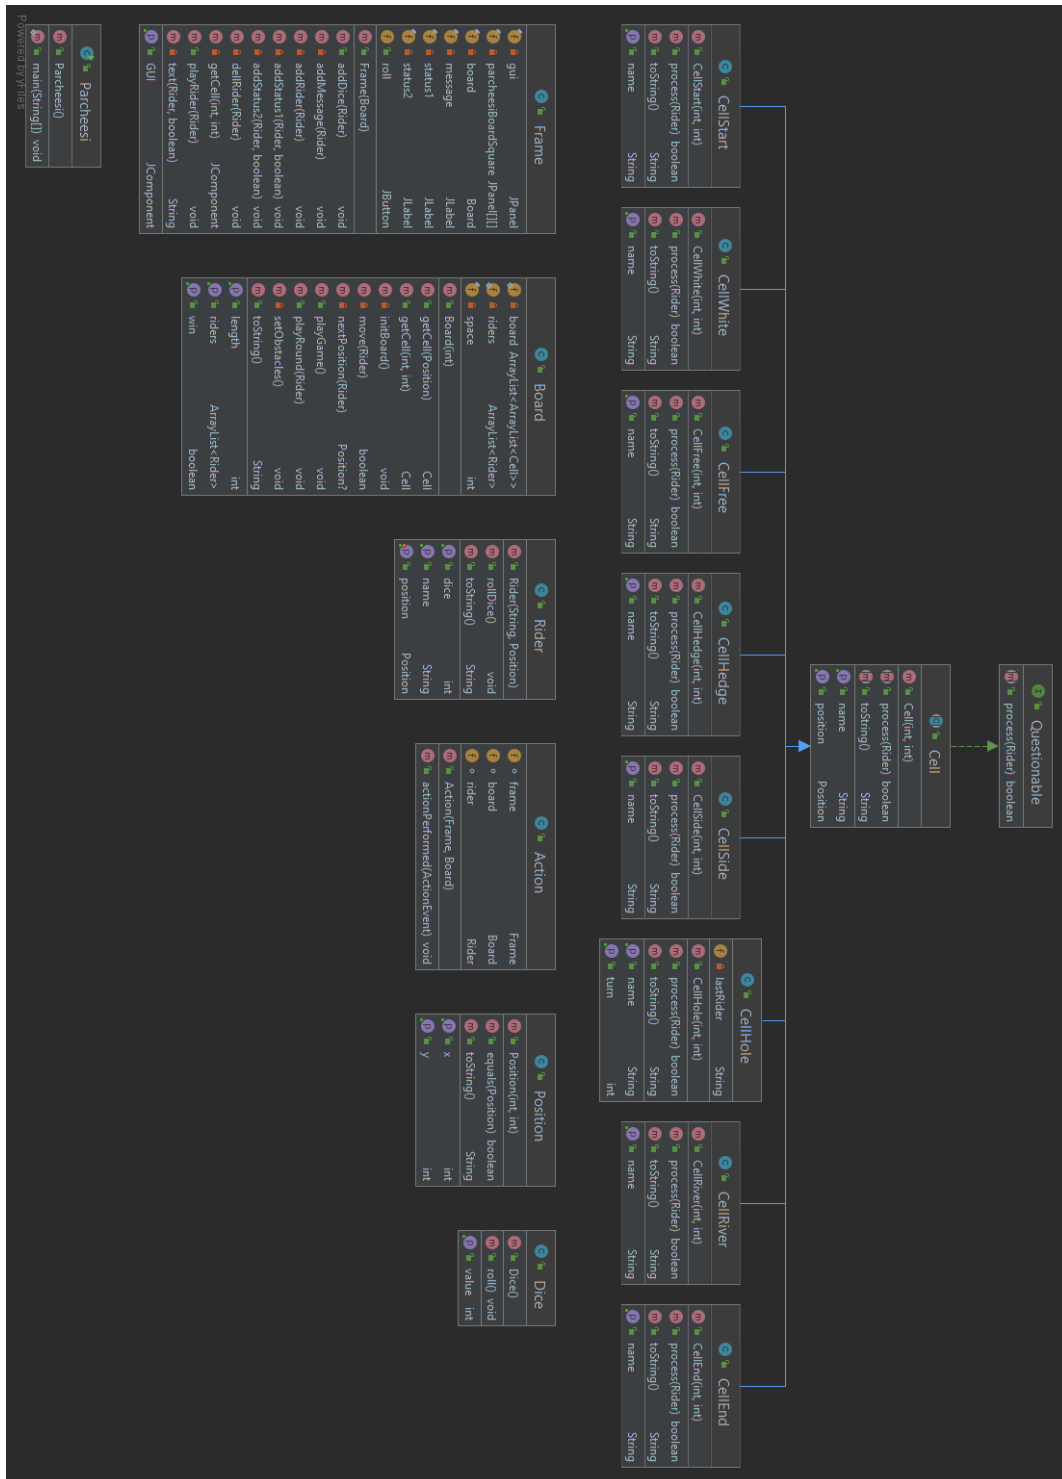 Questionable
process(Rider) boolean
Cell
Cell(int, int)
process(Rider) boolean
toString() String
name String
position Position
CellStart
CellStart(int, int)
process(Rider) boolean
toString() String
name String
CellWhite
CellWhite(int, int)
process(Rider) boolean
toString() String
name String
CellFree
CellFree(int, int)
process(Rider) boolean
toString() String
name String
CellHedge
CellHedge(int, int)
process(Rider) boolean
toString() String
name String
CellSide
CellSide(int, int)
process(Rider) boolean
toString() String
name String
CellHole
lastRider String
CellHole(int, int)
process(Rider) boolean
toString() String
name String
turn int
CellRiver
CellRiver(int, int)
process(Rider) boolean
toString() String
name String
CellEnd
CellEnd(int, int)
process(Rider) boolean
toString() String
name String
Frame
gui JPanel
parcheesBoardSquare JPanel[][]
board Board
message JLabel
status1 JLabel
status2 JLabel
roll JButton
Frame(Board)
addDice(Rider) void
addMessage(Rider) void
addRider(Rider) void
addStatus1(Rider, boolean) void
addStatus2(Rider, boolean) void
dellRider(Rider) void
getCell(int, int) JComponent
playRider(Rider) void
text(Rider, boolean) String
GUI JComponent
Board
board ArrayList<ArrayList<Cell>>
riders ArrayList<Rider>
space int
Board(int)
getCell(Position) Cell
getCell(int, int) Cell
initBoard() void
move(Rider) boolean
nextPosition(Rider) Position?
playGame() void
playRound(Rider) void
setObstacles() void
toString() String
length int
riders ArrayList<Rider>
win boolean
Rider
Rider(String, Position)
rollDice() void
toString() String
dice int
name String
position Position
Action
frame Frame
board Board
rider Rider
Action(Frame, Board)
actionPerformed(ActionEvent) void
Position
Position(int, int)
equals(Position) boolean
toString() String
x int
y int
Dice
Dice()
roll() void
value int
Parcheesi
Parcheesi()
main(String[]) void
Powered by yFiles